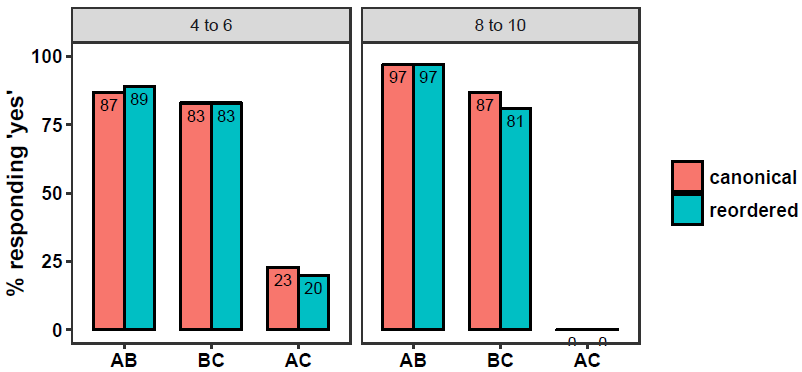 4 to 6
8 to 10
% responding 'yes'
100
75
50
25
0
87
89
83
83
23
20
97
97
87
81
0
0
AB
BC
AC
AB
BC
AC
canonical
reordered